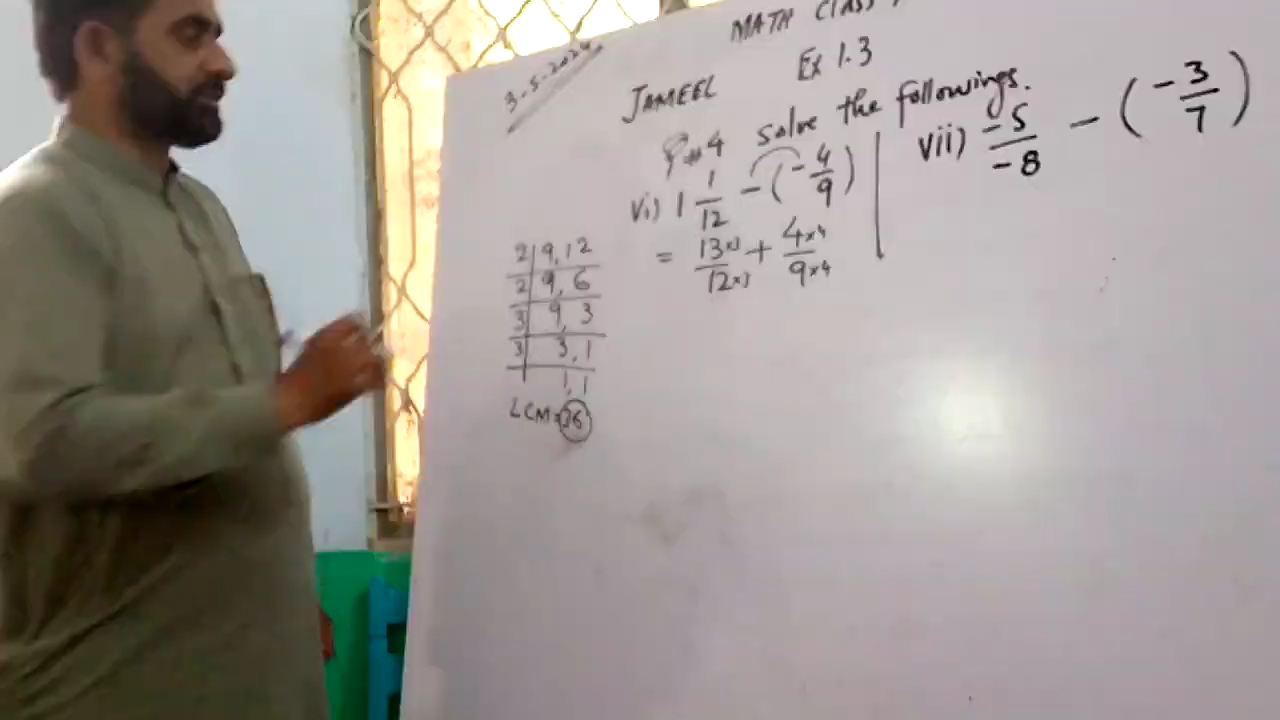 3-5-2024
MATH Class
JAMEEL Ex 1.3
Q#4 solve the followings.
vi) 1 1/12 - (-4/9)
= 13×3/12×3 + 4×4/9×4
vii) -5/-8 - (-3/7)
2 | 9, 12
2 | 9, 6
3 | 9, 3
3 | 3, 1
| 1, 1
LCM=36